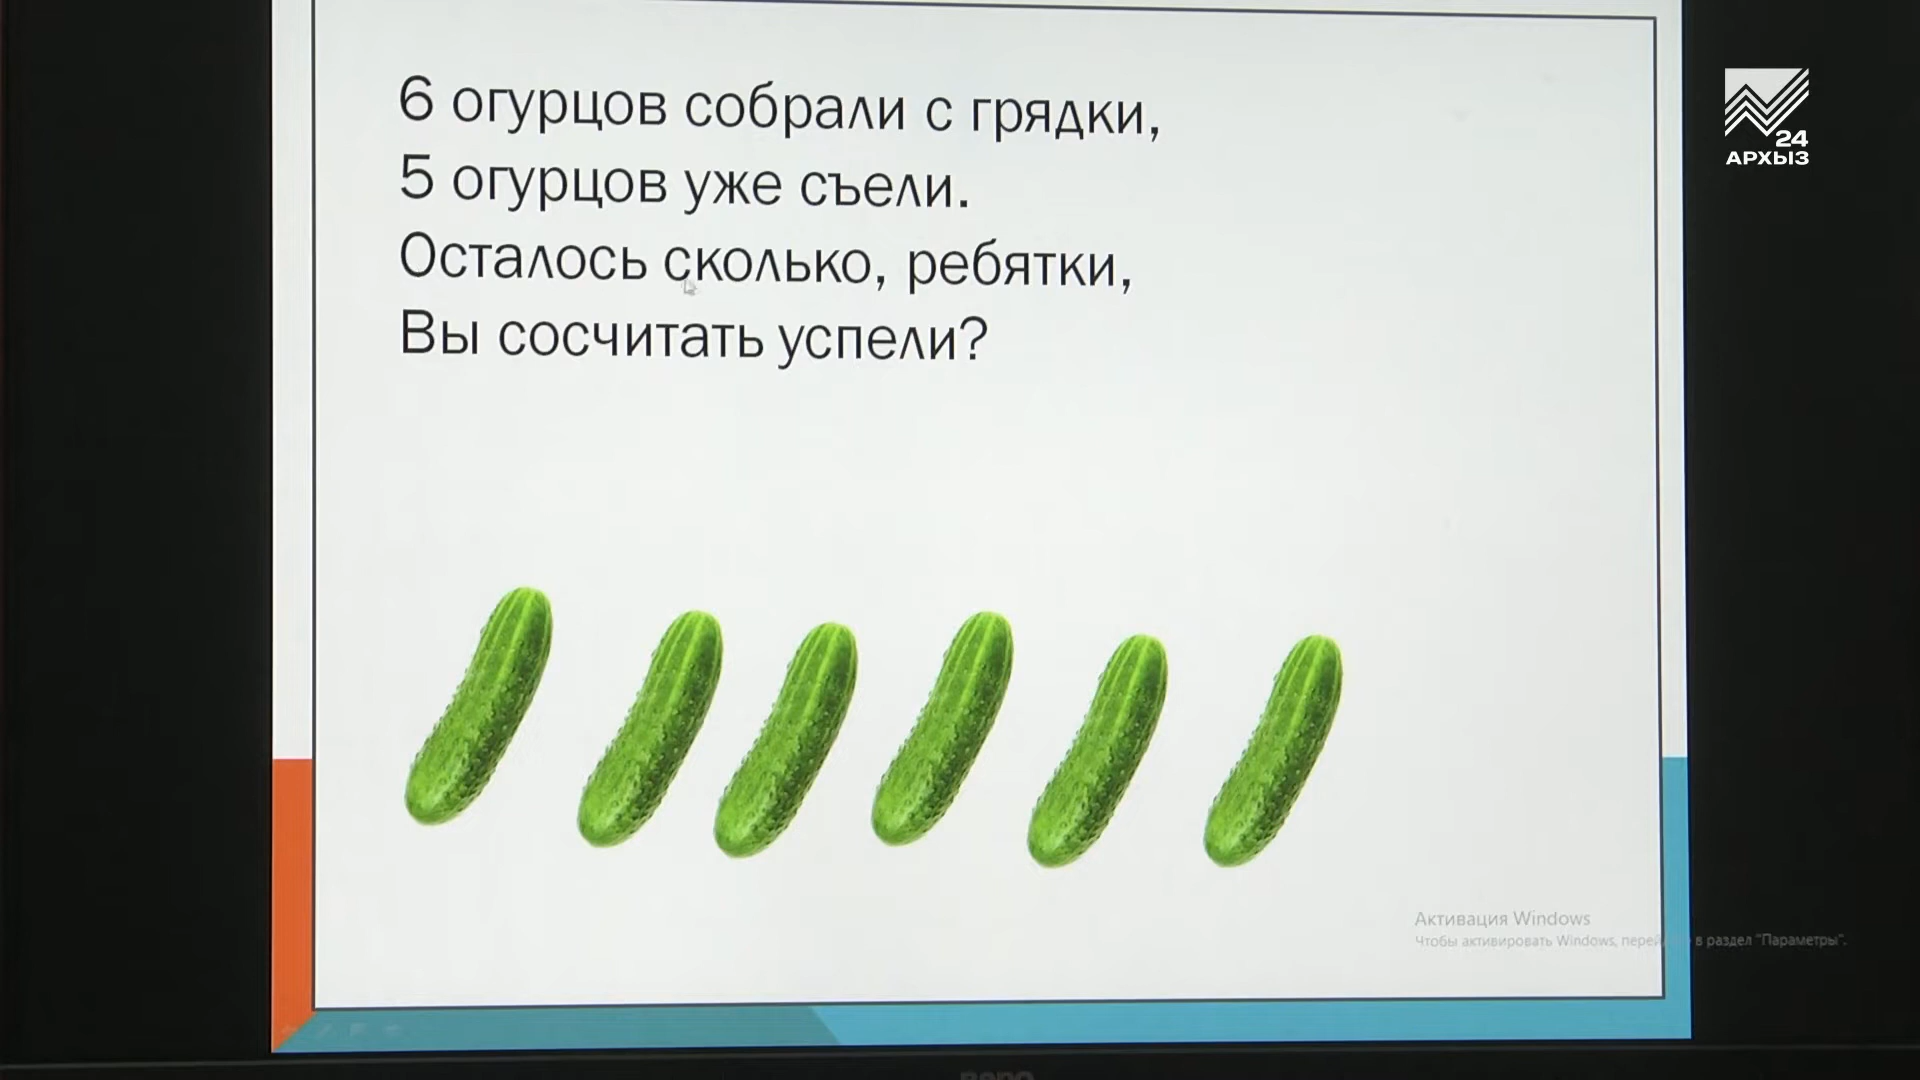 6 огурцов собрали с грядки,
5 огурцов уже съели.
Осталось сколько, ребятки,
Вы сосчитать успели?
24
АРХЫЗ
Активация Windows
Чтобы активировать Windows, в раздел "Параметры".